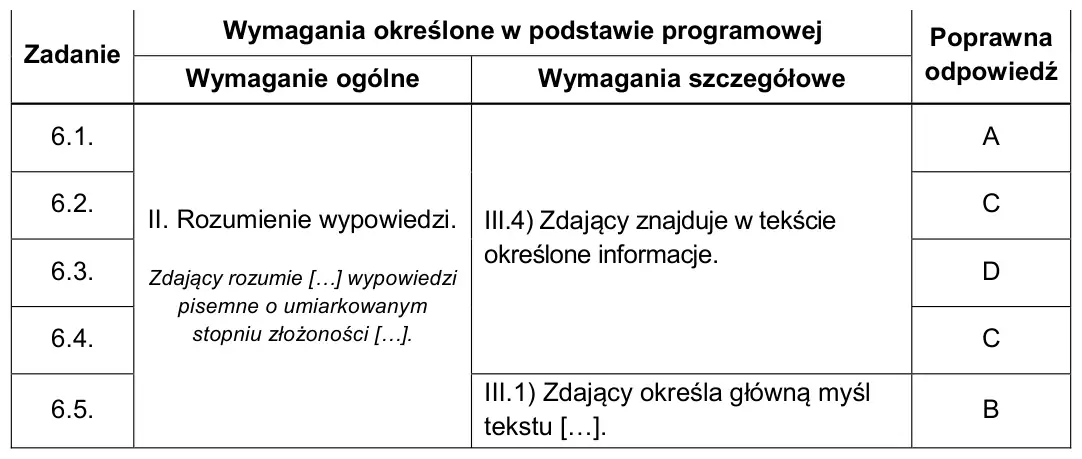 Zadanie
Wymagania określone w podstawie programowej
Poprawna
odpowiedź
Wymaganie ogólne
Wymagania szczegółowe
6.1.
II. Rozumienie wypowiedzi.
Zdający rozumie […] wypowiedzi
pisemne o umiarkowanym
stopniu złożoności […].
III.4) Zdający znajduje w tekście
określone informacje.
A
6.2.
C
6.3.
D
6.4.
C
6.5.
III.1) Zdający określa główną myśl
tekstu […].
B